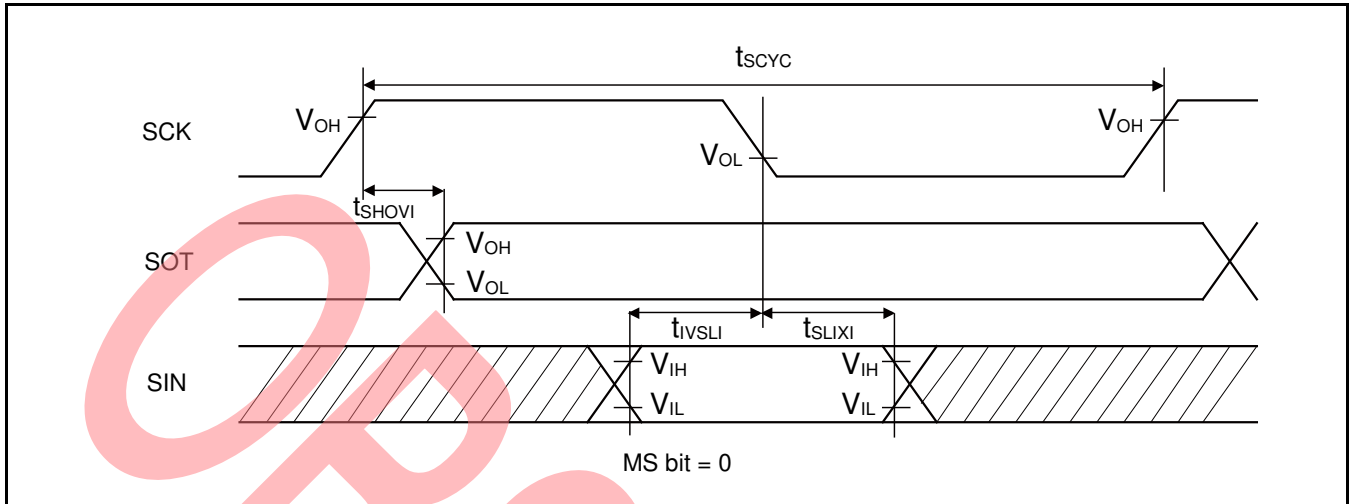 tSCYC
SCK
VOH
VOL
VOH
tSHOVI
SOT
VOH
VOL
tIVSLI
tSLIXI
SIN
VIH
VIL
VIH
VIL
MS bit = 0